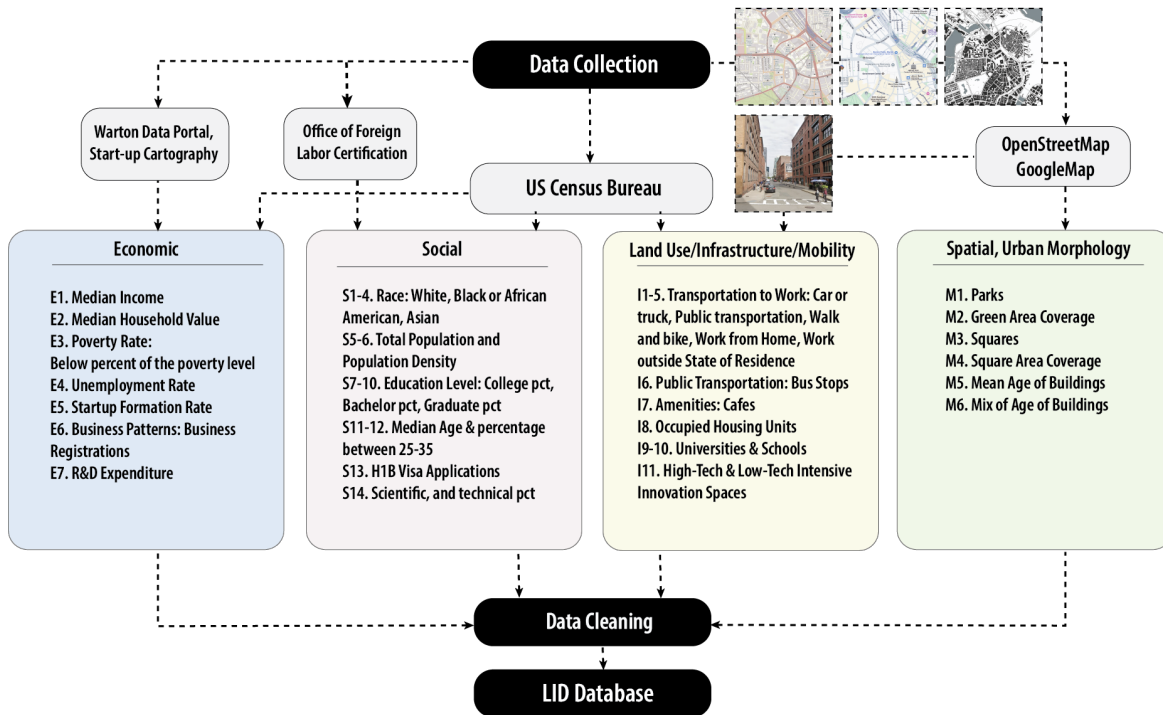 Data Collection
Warton Data Portal,
Start-up Cartography
Office of Foreign
Labor Certification
US Census Bureau
OpenStreetMap
GoogleMap
Economic
E1. Median Income
E2. Median Household Value
E3. Poverty Rate:
Below percent of the poverty level
E4. Unemployment Rate
E5. Startup Formation Rate
E6. Business Patterns: Business
Registrations
E7. R&D Expenditure
Social
S1-4. Race: White, Black or African
American, Asian
S5-6. Total Population and
Population Density
S7-10. Education Level: College pct,
Bachelor pct, Graduate pct
S11-12. Median Age & percentage
between 25-35
S13. H1B Visa Applications
S14. Scientific, and technical pct
Land Use/Infrastructure/Mobility
I1-5. Transportation to Work: Car or
truck, Public transportation, Walk
and bike, Work from Home, Work
outside State of Residence
I6. Public Transportation: Bus Stops
I7. Amenities: Cafes
I8. Occupied Housing Units
I9-10. Universities & Schools
I11. High-Tech & Low-Tech Intensive
Innovation Spaces
Spatial, Urban Morphology
M1. Parks
M2. Green Area Coverage
M3. Squares
M4. Square Area Coverage
M5. Mean Age of Buildings
M6. Mix of Age of Buildings
Data Cleaning
LID Database